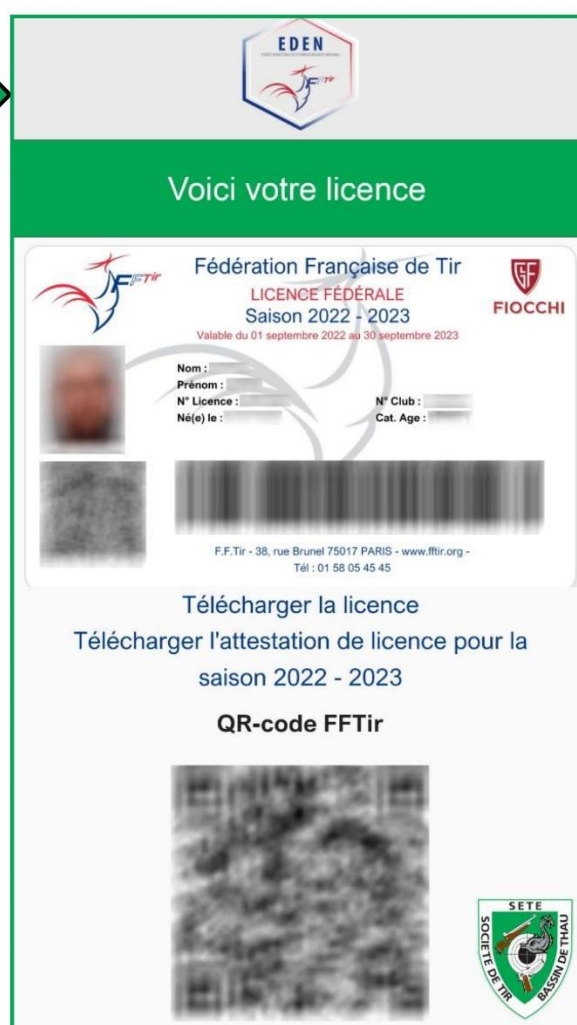 EDEN
FFTir
Voici votre licence
FFTir
Fédération Française de Tir
LICENCE FÉDÉRALE
Saison 2022 - 2023
Valable du 01 septembre 2022 au 30 septembre 2023
GFL
FIOCCHI
Nom :
Prénom :
N° Licence :
N° Club :
Né(e) le :
Cat. Age :
F.F.Tir - 38, rue Brunel 75017 PARIS - www.fftir.org -
Tél : 01 58 05 45 45
Télécharger la licence
Télécharger l'attestation de licence pour la
saison 2022 - 2023
QR-code FFTir
SETE
SOCIETE DE TIR
BASSIN DE THAU